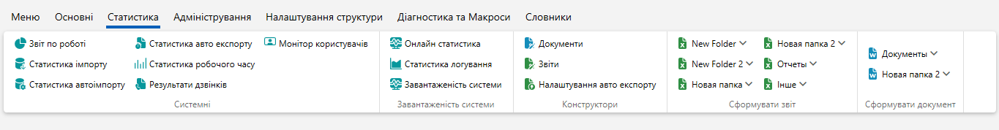 Меню Основні Статистика Адміністрування Налаштування структури Діагностика та Макроси Словники
Звіт по роботі Статистика авто експорту Монітор користувачів Онлайн статистика Документи New Folder Новая папка 2
Статистика імпорту Статистика робочого часу Статистика логування Звіти New Folder 2 Отчеты Документы
Статистика автоімпорту Результати дзвінків Завантаженість системи Налаштування авто експорту Новая папка Інше Новая папка 2
Системні Завантаженість системи Конструктори Сформувати звіт Сформувати документ